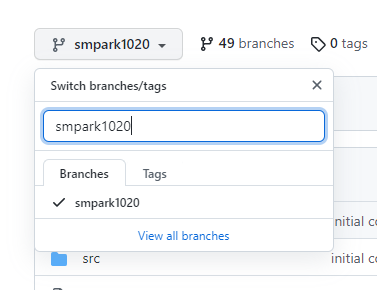 smpark1020
49 branches
0 tags
Switch branches/tags
smpark1020
Branches
Tags
smpark1020
View all branches
initial co
src
initial co